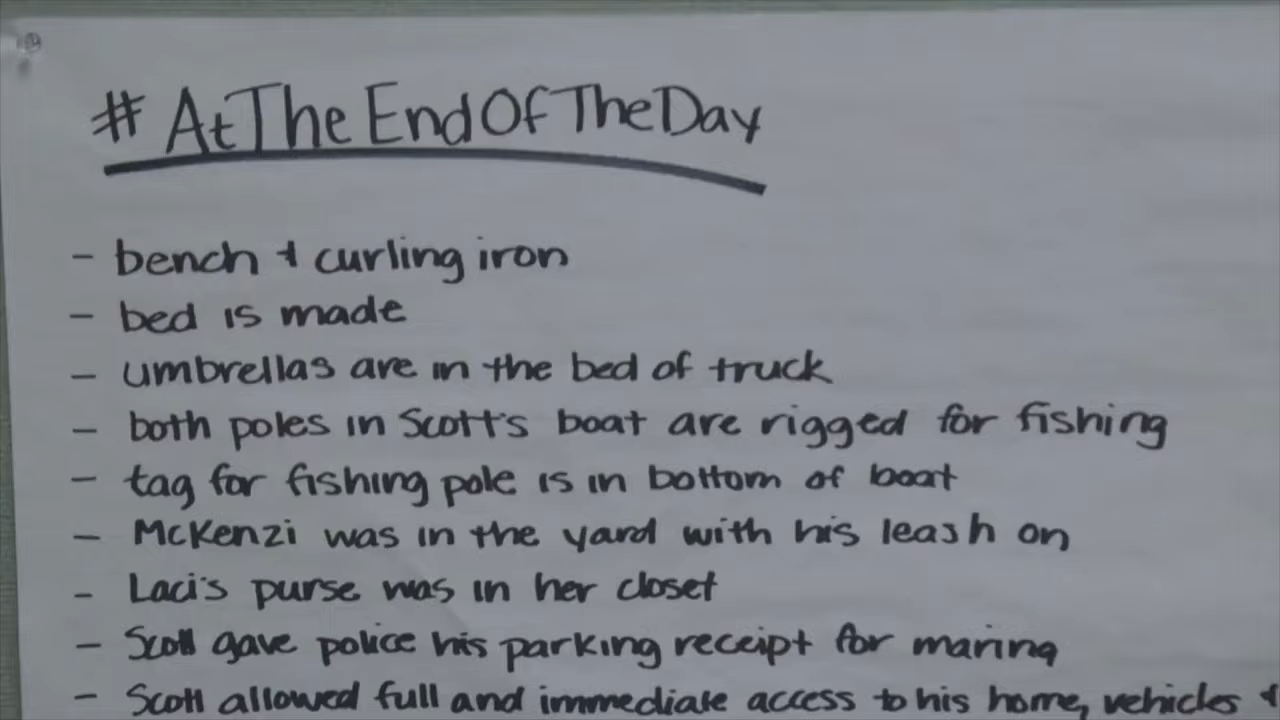 # AtTheEndOfTheDay
- bench + curling iron
- bed is made
- umbrellas are in the bed of truck
- both poles in Scott's boat are rigged for fishing
- tag for fishing pole is in bottom of boat
- McKenzi was in the yard with his leash on
- Laci's purse was in her closet
- Scott gave police his parking receipt for marina
- Scott allowed full and immediate access to his home, vehicles +